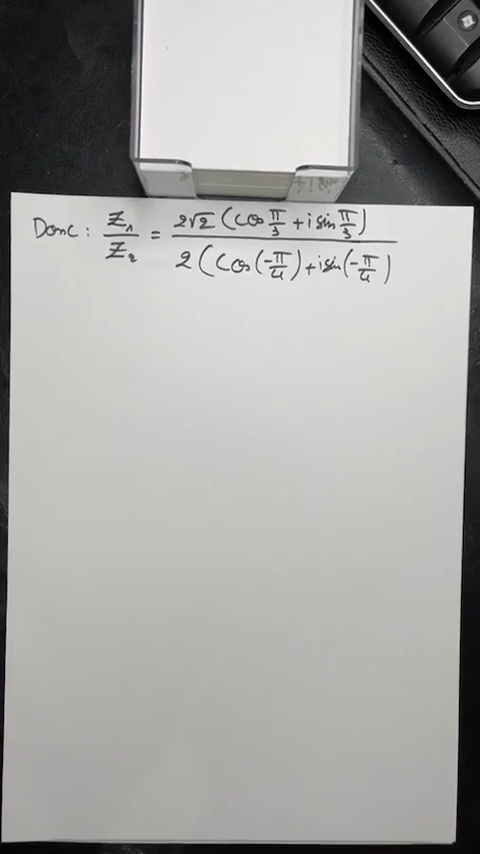 Donc : Z₁/Z₂ = 2√2 (cos π/3 + i sin π/3) / 2 (cos(-π/4) + i sin(-π/4)